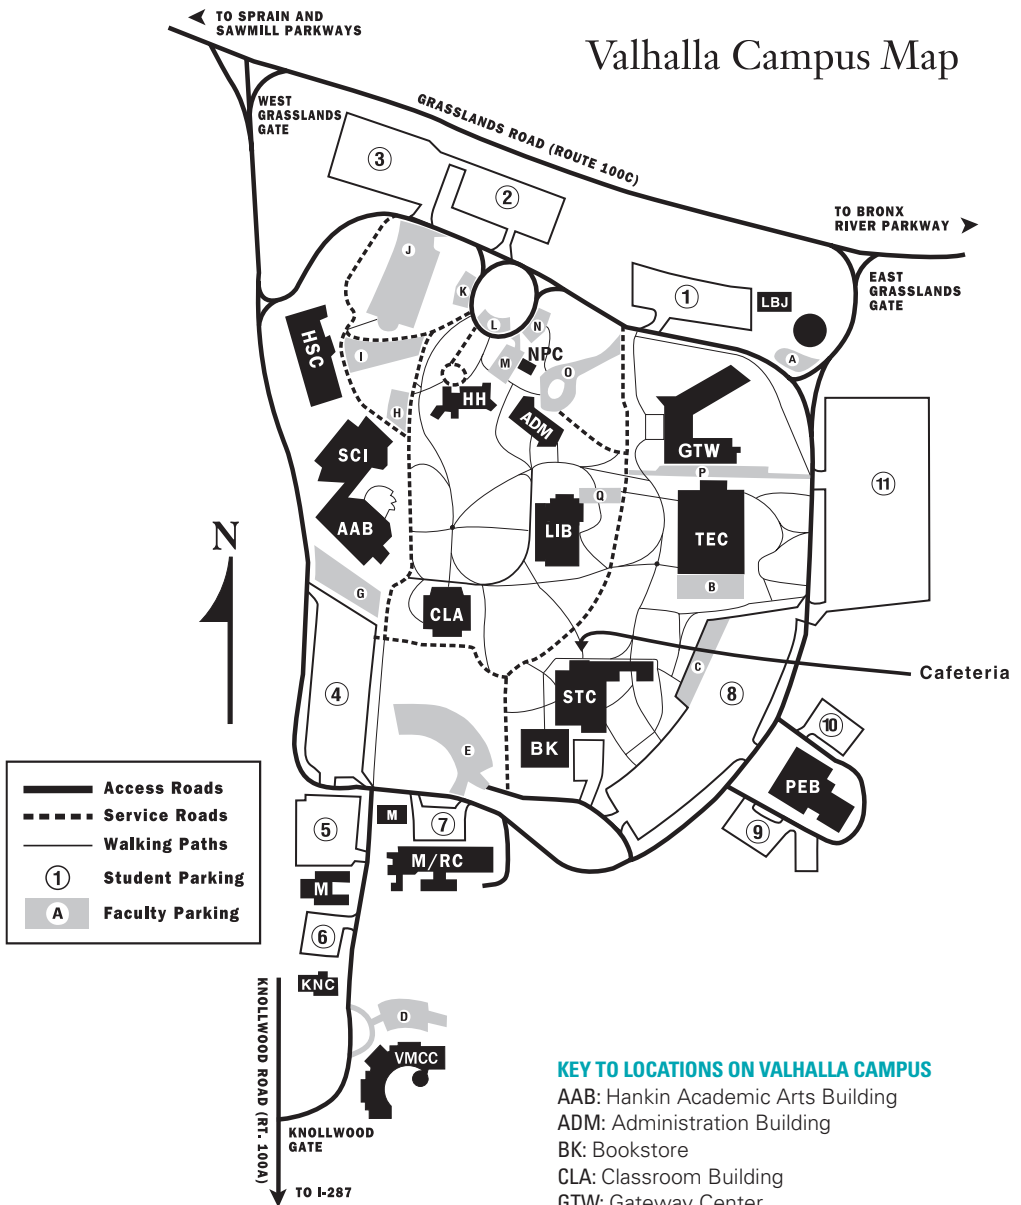 TO SPRAIN AND
SAWMILL PARKWAYS
Valhalla Campus Map
WEST
GRASSLANDS
GATE
GRASSLANDS ROAD (ROUTE 100C)
3
2
TO BRONX
RIVER PARKWAY
EAST
GRASSLANDS
GATE
J
K
1
LBJ
L
N
HSC
I
M
NPC
O
A
H
HH
ADM
GTW
SCI
P
11
Q
AAB
LIB
TEC
N
G
B
CLA
C
Cafeteria
4
STC
8
10
E
BK
PEB
Access Roads
Service Roads
Walking Paths
1
Student Parking
A
Faculty Parking
5
M
7
9
M/RC
M
6
KNC
D
VMCC
KNOLLWOOD ROAD (RT. 100A)
KNOLLWOOD
GATE
TO I-287
KEY TO LOCATIONS ON VALHALLA CAMPUS
AAB: Hankin Academic Arts Building
ADM: Administration Building
BK: Bookstore
CLA: Classroom Building
GTW: Gateway Center